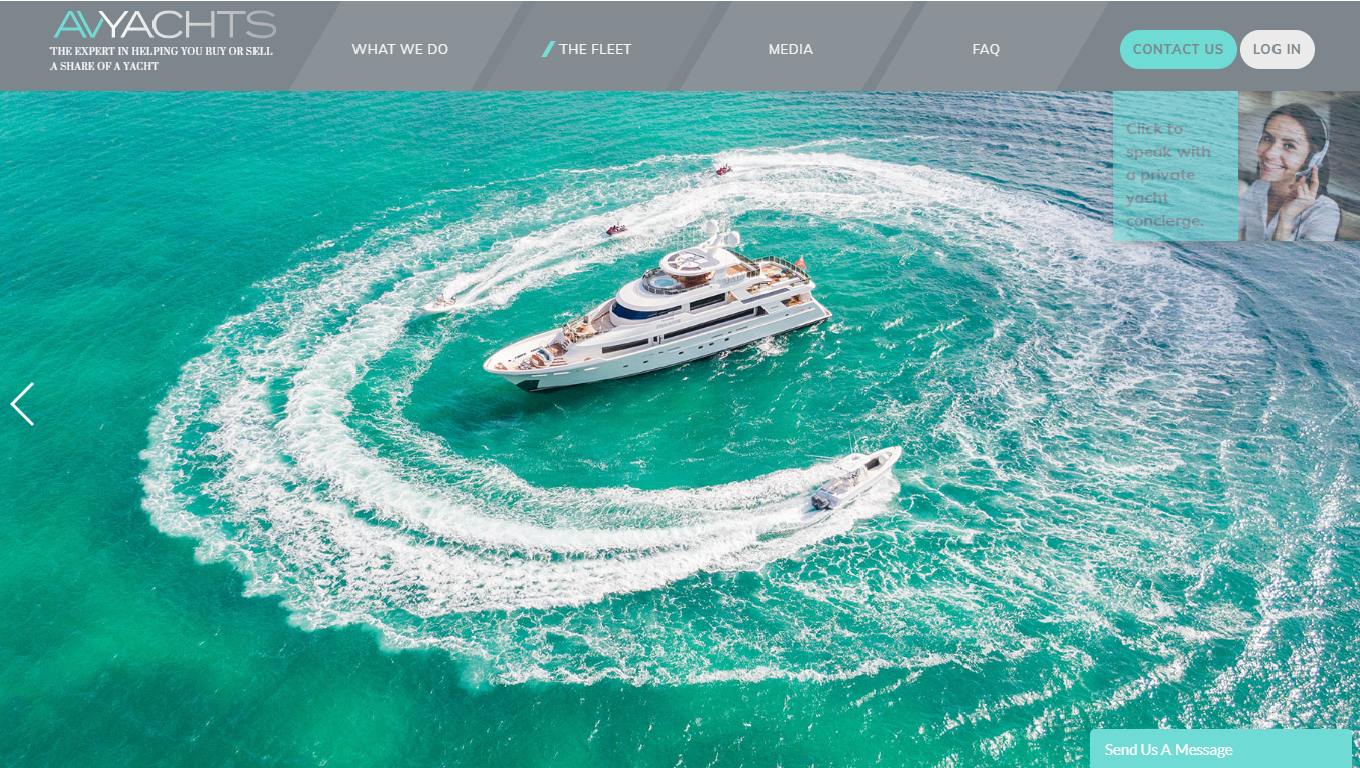 AVYACHTS
THE EXPERT IN HELPING YOU BUY OR SELL
A SHARE OF A YACHT
WHAT WE DO
THE FLEET
MEDIA
FAQ
CONTACT US
LOG IN
Click to
speak with
a private
yacht
concierge.
Send Us A Message